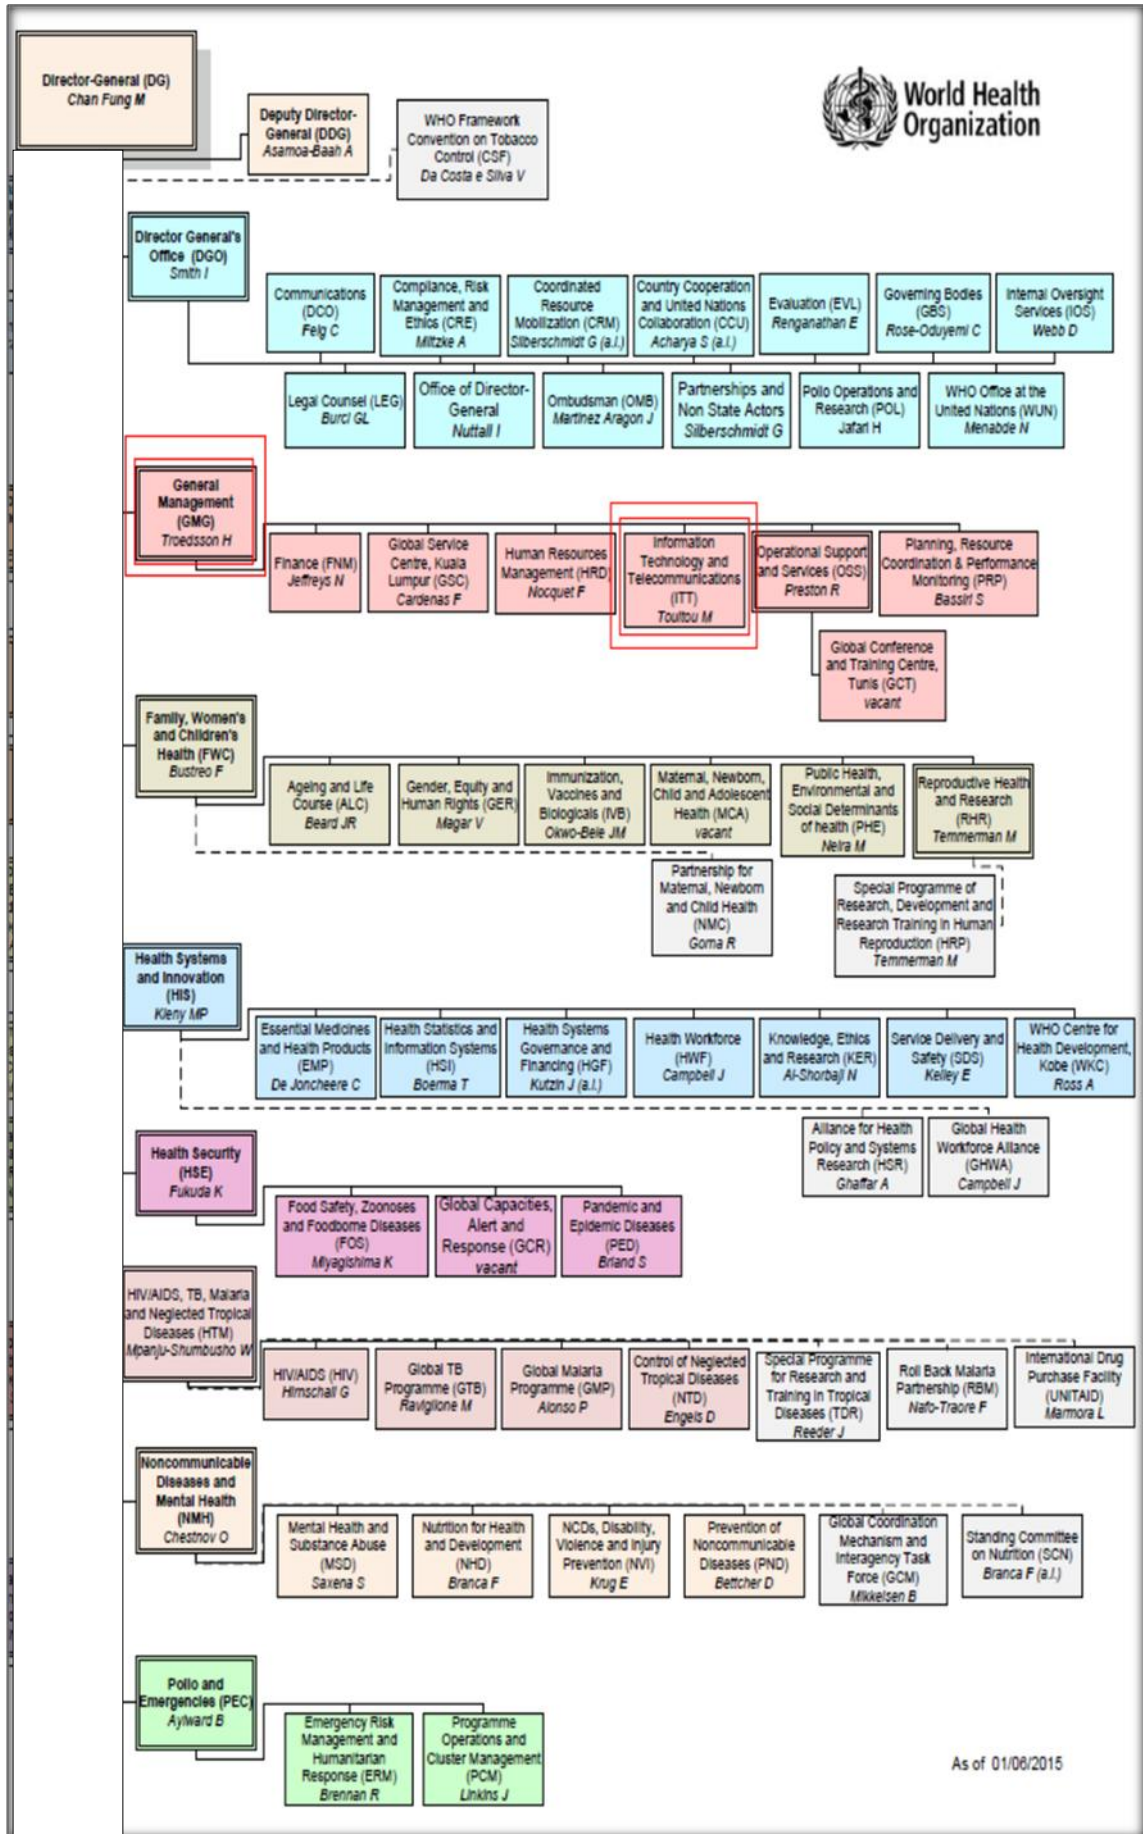 Director-General (DG)
Chan Fung M
World Health
Organization
Deputy Director-
General (DDG)
Asamoa-Baah A
WHO Framework
Convention on Tobacco
Control (CSF)
Da Costa e Silva V
Director General's
Office (DGO)
Smith I
Communications
(DCO)
Feig C
Compliance, Risk
Management and
Ethics (CRE)
Miltzke A
Coordinated
Resource
Mobilization (CRM)
Silberschmidt G (a.i.)
Country Cooperation
and United Nations
Collaboration (CCU)
Acharya S (a.i.)
Evaluation (EVL)
Renganathan E
Governing Bodies
(GBS)
Rose-Oduyemi C
Internal Oversight
Services (IOS)
Webb D
Legal Counsel (LEG)
Burci GL
Office of Director-
General
Nuttall I
Ombudsman (OMB)
Martinez Aragon J
Partnerships and
Non State Actors
Silberschmidt G
Polio Operations and
Research (POL)
Jafari H
WHO Office at the
United Nations (WUN)
Menabde N
General
Management
(GMG)
Troedsson H
Finance (FNM)
Jeffreys N
Global Service
Centre, Kuala
Lumpur (GSC)
Cardenas F
Human Resources
Management (HRD)
Nocquet F
Information
Technology and
Telecommunications
(ITT)
Touitou M
Operational Support
and Services (OSS)
Preston R
Planning, Resource
Coordination & Performance
Monitoring (PRP)
Bassiri S
Global Conference
and Training Centre,
Tunis (GCT)
vacant
Family, Women's
and Children's
Health (FWC)
Bustreo F
Ageing and Life
Course (ALC)
Beard JR
Gender, Equity and
Human Rights (GER)
Magar V
Immunization,
Vaccines and
Biologicals (IVB)
Okwo-Bele JM
Maternal, Newborn,
Child and Adolescent
Health (MCA)
vacant
Public Health,
Environmental and
Social Determinants
of health (PHE)
Neira M
Reproductive Health
and Research
(RHR)
Temmerman M
Partnership for
Maternal, Newborn
and Child Health
(NMC)
Gorna R
Special Programme of
Research, Development and
Research Training in Human
Reproduction (HRP)
Temmerman M
Health Systems
and Innovation
(HIS)
Kieny MP
Essential Medicines
and Health Products
(EMP)
De Joncheere C
Health Statistics and
Information Systems
(HSI)
Boerma T
Health Systems
Governance and
Financing (HGF)
Kutzin J (a.i.)
Health Workforce
(HWF)
Campbell J
Knowledge, Ethics
and Research (KER)
Al-Shorbaji N
Service Delivery and
Safety (SDS)
Kelley E
WHO Centre for
Health Development,
Kobe (WKC)
Ross A
Alliance for Health
Policy and Systems
Research (HSR)
Ghaffar A
Global Health
Workforce Alliance
(GHWA)
Campbell J
Health Security
(HSE)
Fukuda K
Food Safety, Zoonoses
and Foodborne Diseases
(FOS)
Miyagishima K
Global Capacities,
Alert and
Response (GCR)
vacant
Pandemic and
Epidemic Diseases
(PED)
Briand S
HIV/AIDS, TB, Malaria
and Neglected Tropical
Diseases (HTM)
Mpanju-Shumbusho W
HIV/AIDS (HIV)
Hirnschall G
Global TB
Programme (GTB)
Raviglione M
Global Malaria
Programme (GMP)
Alonso P
Control of Neglected
Tropical Diseases
(NTD)
Engels D
Special Programme
for Research and
Training in Tropical
Diseases (TDR)
Reeder J
Roll Back Malaria
Partnership (RBM)
Nafo-Traore F
International Drug
Purchase Facility
(UNITAID)
Marmora L
Noncommunicable
Diseases and
Mental Health
(NMH)
Chestnov O
Mental Health and
Substance Abuse
(MSD)
Saxena S
Nutrition for Health
and Development
(NHD)
Branca F
NCDs, Disability,
Violence and Injury
Prevention (NVI)
Krug E
Prevention of
Noncommunicable
Diseases (PND)
Bettcher D
Global Coordination
Mechanism and
Interagency Task
Force (GCM)
Mikkelsen B
Standing Committee
on Nutrition (SCN)
Branca F (a.i.)
Polio and
Emergencies (PEC)
Aylward B
Emergency Risk
Management and
Humanitarian
Response (ERM)
Brennan R
Programme
Operations and
Cluster Management
(PCM)
Linkins J
As of 01/06/2015